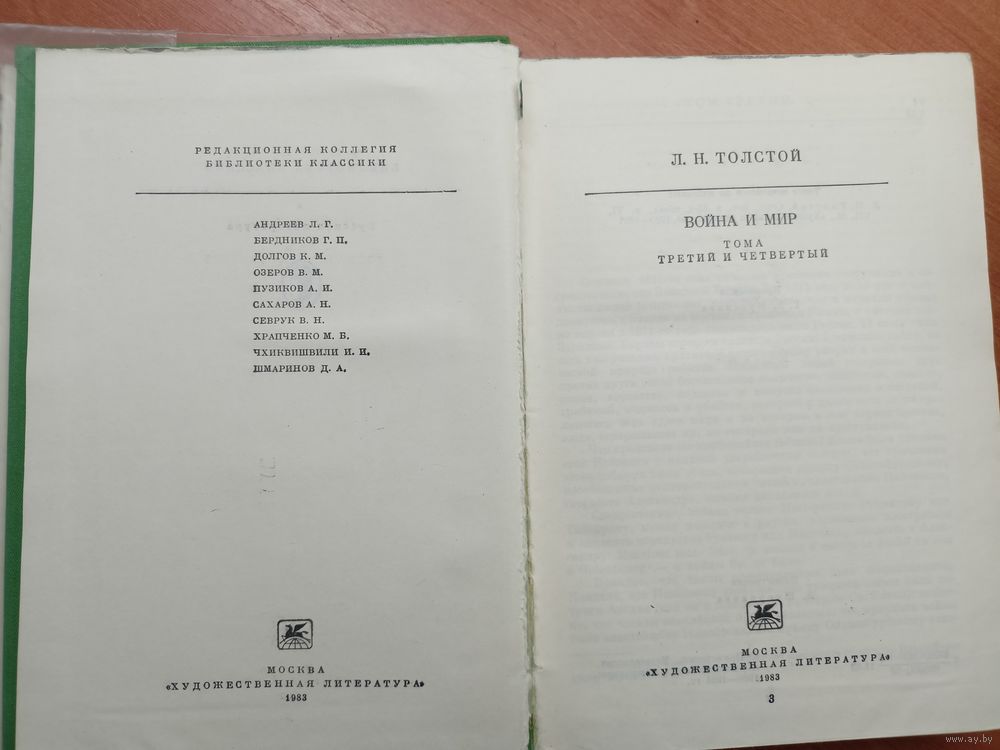 РЕДАКЦИОННАЯ КОЛЛЕГИЯ
БИБЛИОТЕКИ КЛАССИКИ
АНДРЕЕВ Л. Г.
БЕРДНИКОВ Г. П.
ДОЛГОВ К. М.
ОЗЕРОВ В. М.
ПУЗИКОВ А. И.
САХАРОВ А. Н.
СЕВРУК В. Н.
ХРАПЧЕНКО М. Б.
ЧХИКВИШВИЛИ И. И.
ШМАРИНОВ Д. А.
МОСКВА
«ХУДОЖЕСТВЕННАЯ ЛИТЕРАТУРА»
1983
Л. Н. ТОЛСТОЙ
ВОЙНА И МИР
ТОМА
ТРЕТИЙ И ЧЕТВЕРТЫЙ
МОСКВА
«ХУДОЖЕСТВЕННАЯ ЛИТЕРАТУРА»
1983
3
www.ay.by